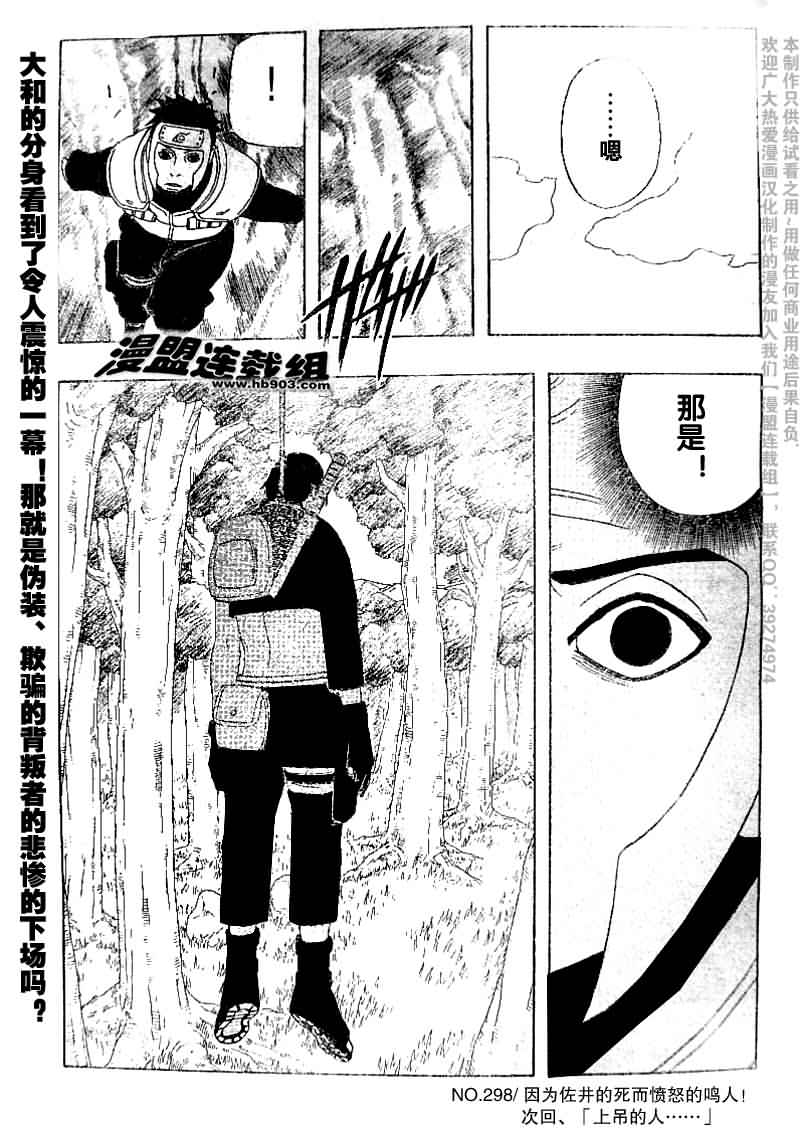 本制作只供给试看之用~用做任何商业用途后果自负.
欢迎广大热爱漫画汉化制作的漫友加入我们【漫盟连载组】，联系QQ：39274974
……嗯
！
漫盟连载组
www.hb903.com
那是！
大和的分身看到了令人震惊的一幕！那就是伪装、欺骗的背叛者的悲惨的下场吗？
NO.298/ 因为佐井的死而愤怒的鸣人！
次回、「上吊的人……」